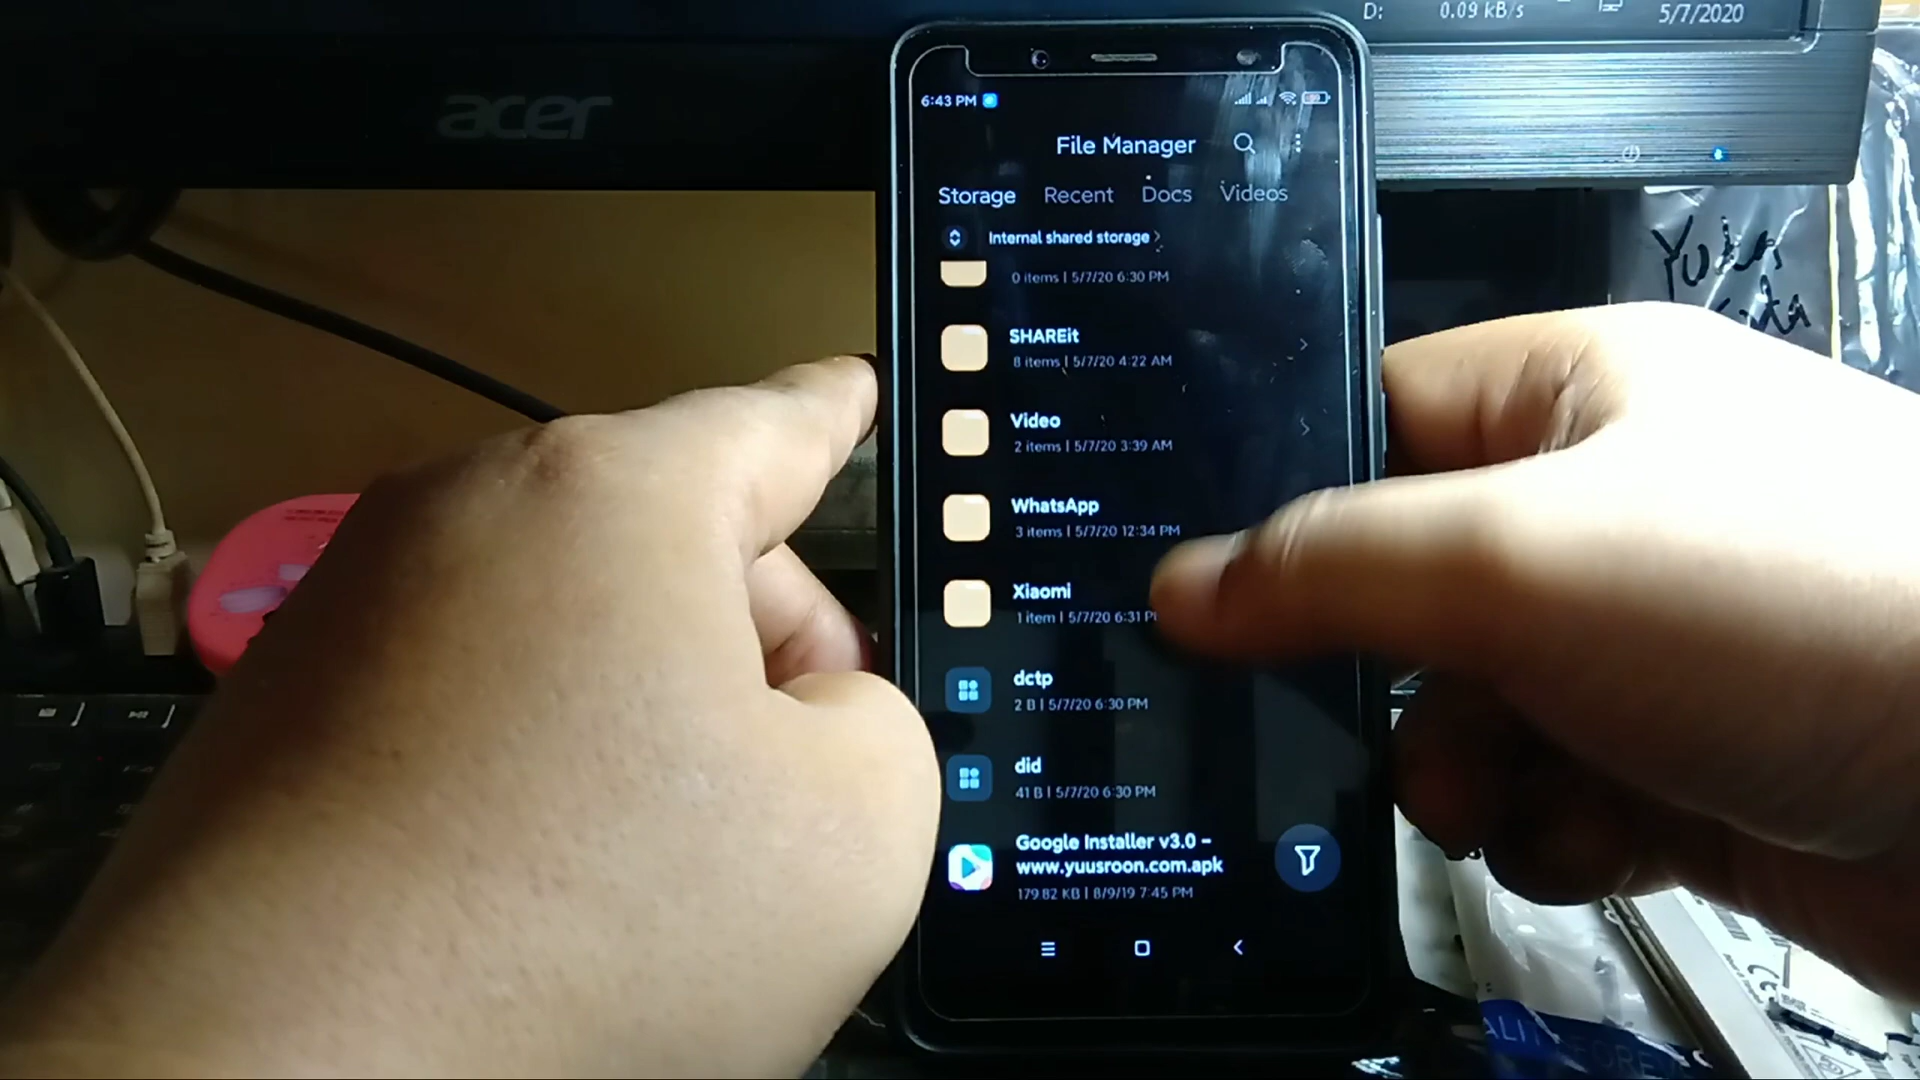 D: 0.09 kB/s
5/7/2020
acer
6:43 PM
File Manager
Storage Recent Docs Videos
Internal shared storage
0 items | 5/7/20 6:30 PM
SHAREit
8 items | 5/7/20 4:22 AM
Video
2 items | 5/7/20 3:39 AM
WhatsApp
3 items | 5/7/20 12:34 PM
Xiaomi
1 item | 5/7/20 6:31
dctp
2 B | 5/7/20 6:30 PM
did
41 B | 5/7/20 6:30 PM
Google Installer v3.0 –
www.yuusroon.com.apk
179.82 KB | 8/9/19 7:45 PM